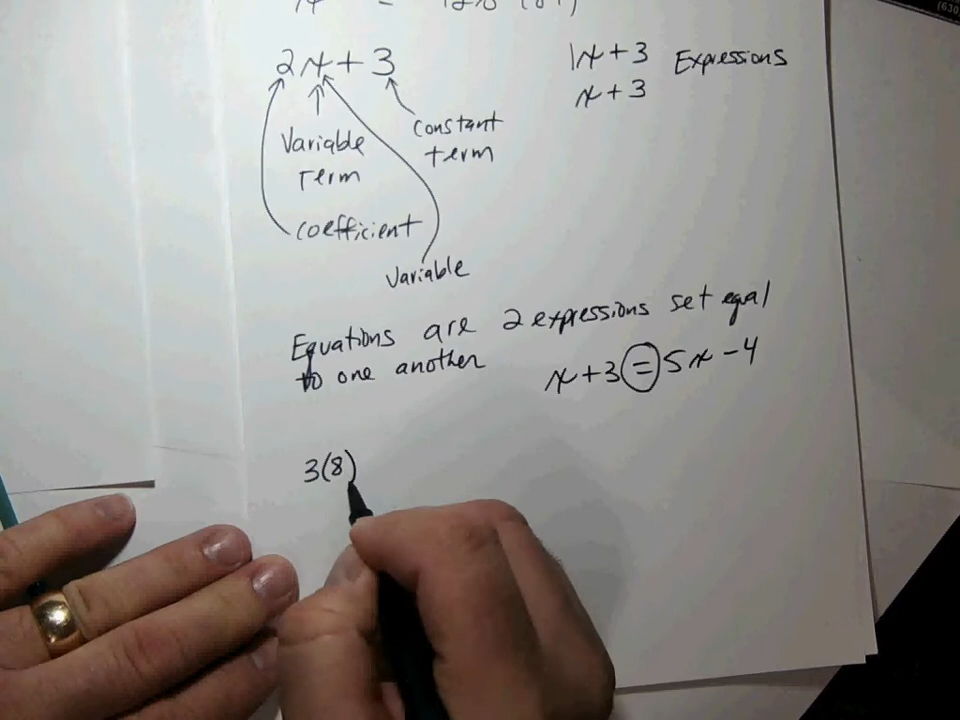 2x + 3
1x + 3 Expressions
x + 3
Variable
Term
constant
term
coefficient
Variable
Equations are 2 expressions set equal
to one another
x + 3 = 5x - 4
3(8)
(630)